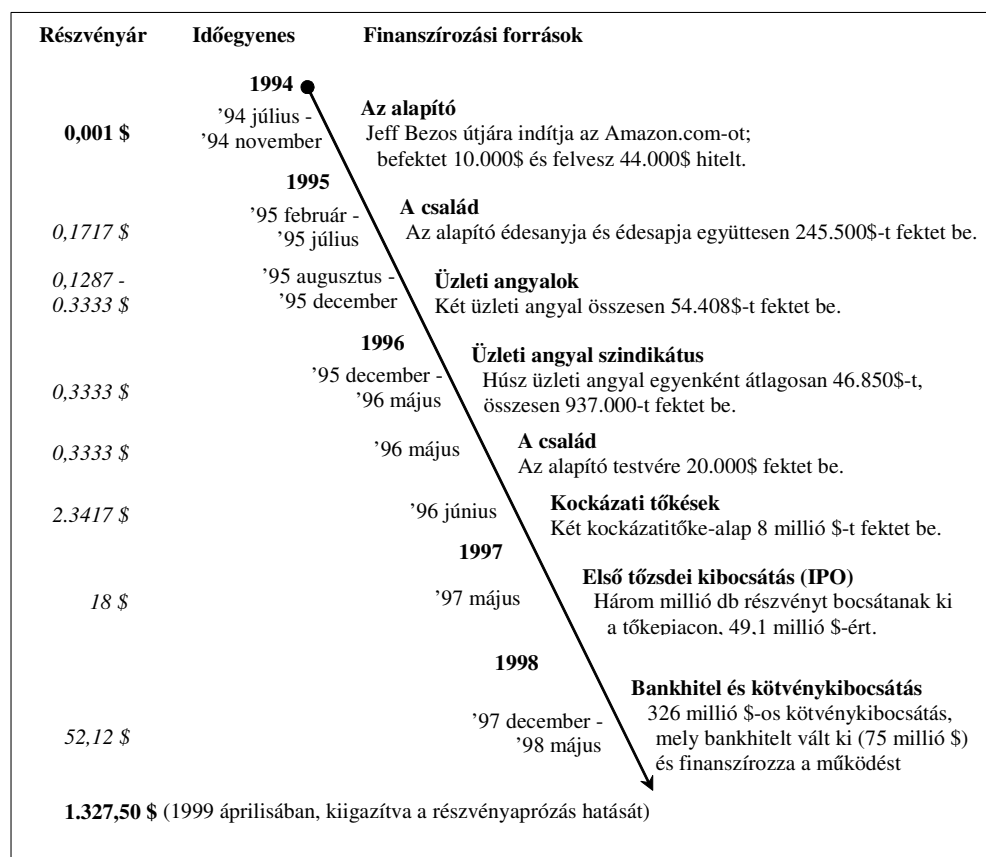 Részvényár Időegyenes Finanszírozási források
1994
Az alapító
0,001 $ ’94 július - Jeff Bezos útjára indítja az Amazon.com-ot;
’94 november befektet 10.000$ és felvesz 44.000$ hitelt.
1995
A család
0,1717 $ ’95 február - Az alapító édesanyja és édesapja együttesen 245.500$-t fektet be.
’95 július
0,1287 - ’95 augusztus - Üzleti angyalok
0.3333 $ ’95 december Két üzleti angyal összesen 54.408$-t fektet be.
1996
Üzleti angyal szindikátus
’95 december - Húsz üzleti angyal egyenként átlagosan 46.850$-t,
0,3333 $ ’96 május összesen 937.000-t fektet be.
A család
0,3333 $ ’96 május Az alapító testvére 20.000$ fektet be.
Kockázati tőkések
2.3417 $ ’96 június Két kockázatitőke-alap 8 millió $-t fektet be.
1997
Első tőzsdei kibocsátás (IPO)
18 $ ’97 május Három millió db részvényt bocsátanak ki
a tőkepiacon, 49,1 millió $-ért.
1998
Bankhitel és kötvénykibocsátás
’97 december - 326 millió $-os kötvénykibocsátás,
52,12 $ ’98 május mely bankhitelt vált ki (75 millió $)
és finanszírozza a működést
1.327,50 $ (1999 áprilisában, kiigazítva a részvényaprózás hatását)